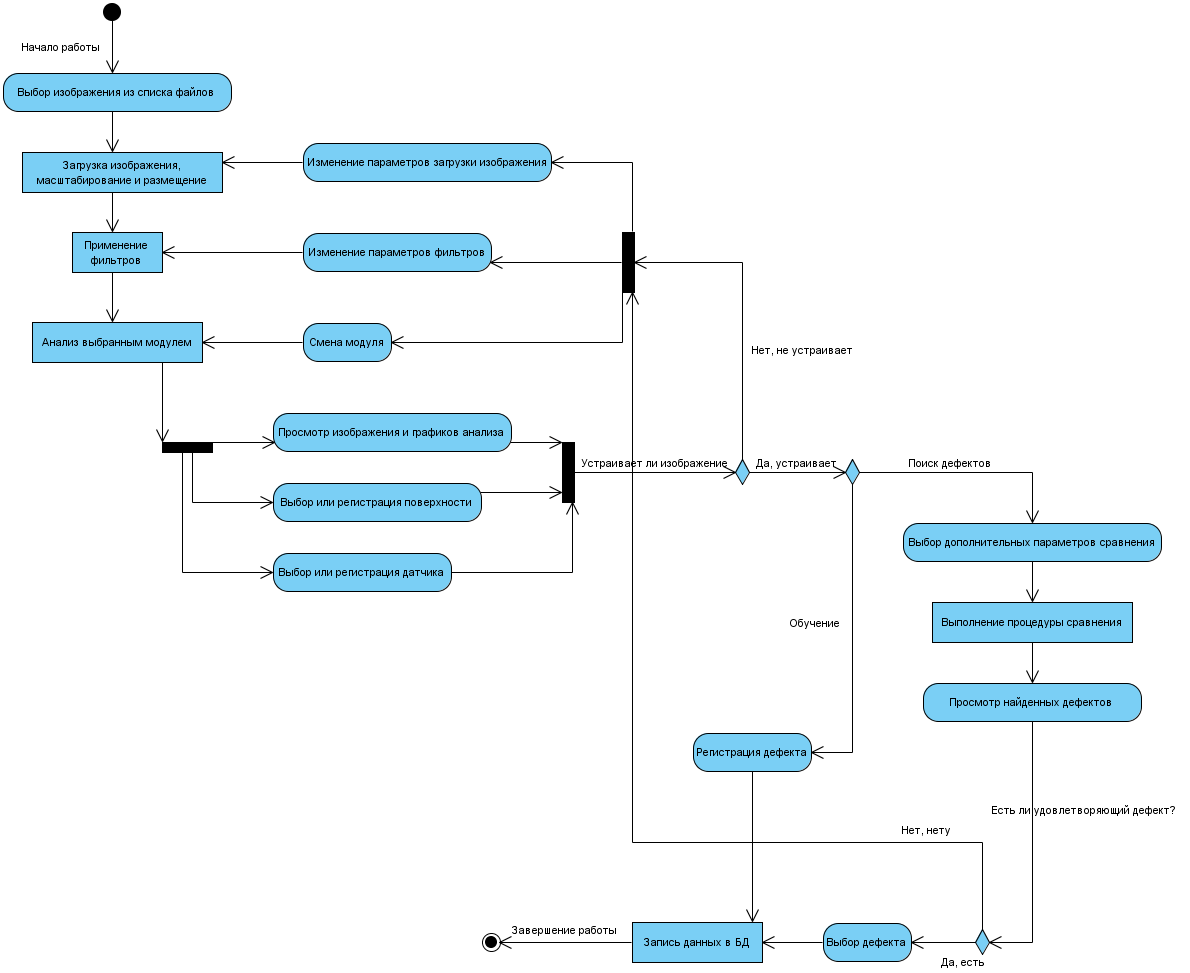 Начало работы
Выбор изображения из списка файлов
Загрузка изображения,
масштабирование и размещение
Изменение параметров загрузки изображения
Применение
фильтров
Изменение параметров фильтров
Анализ выбранным модулем
Смена модуля
Нет, не устраивает
Просмотр изображения и графиков анализа
Устраивает ли изображение
Да, устраивает
Поиск дефектов
Выбор или регистрация поверхности
Выбор дополнительных параметров сравнения
Выбор или регистрация датчика
Обучение
Выполнение процедуры сравнения
Просмотр найденных дефектов
Регистрация дефекта
Есть ли удовлетворяющий дефект?
Нет, нету
Завершение работы
Запись данных в БД
Выбор дефекта
Да, есть